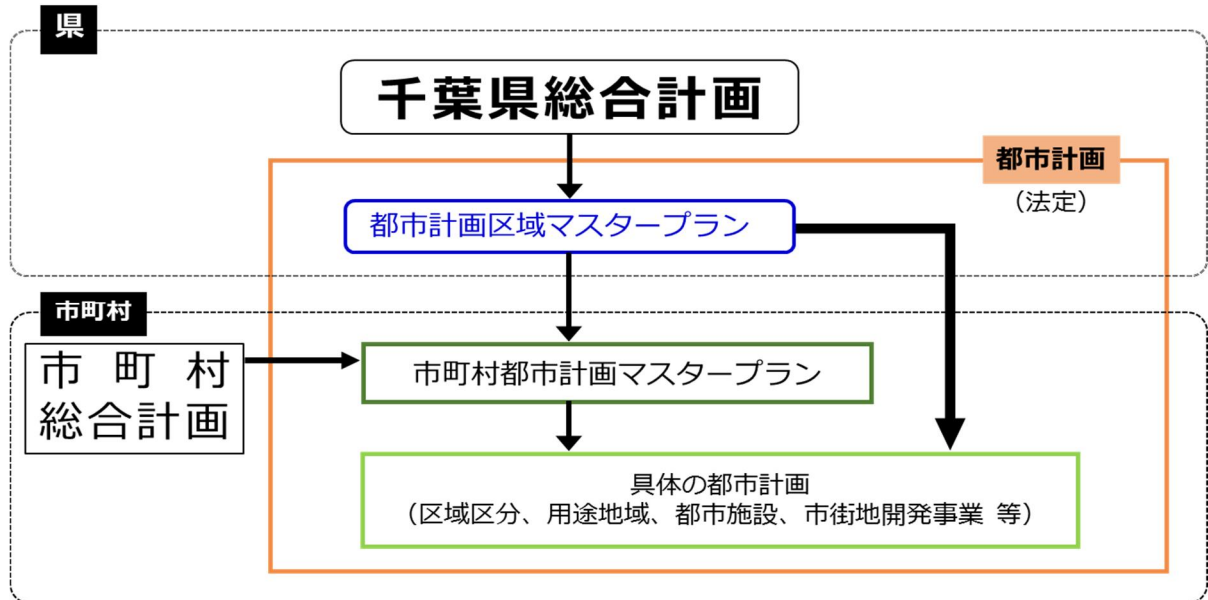 県
千葉県総合計画
都市計画
（法定）
都市計画区域マスタープラン
市町村
市町村
総合計画
市町村都市計画マスタープラン
具体の都市計画
（区域区分、用途地域、都市施設、市街地開発事業 等）